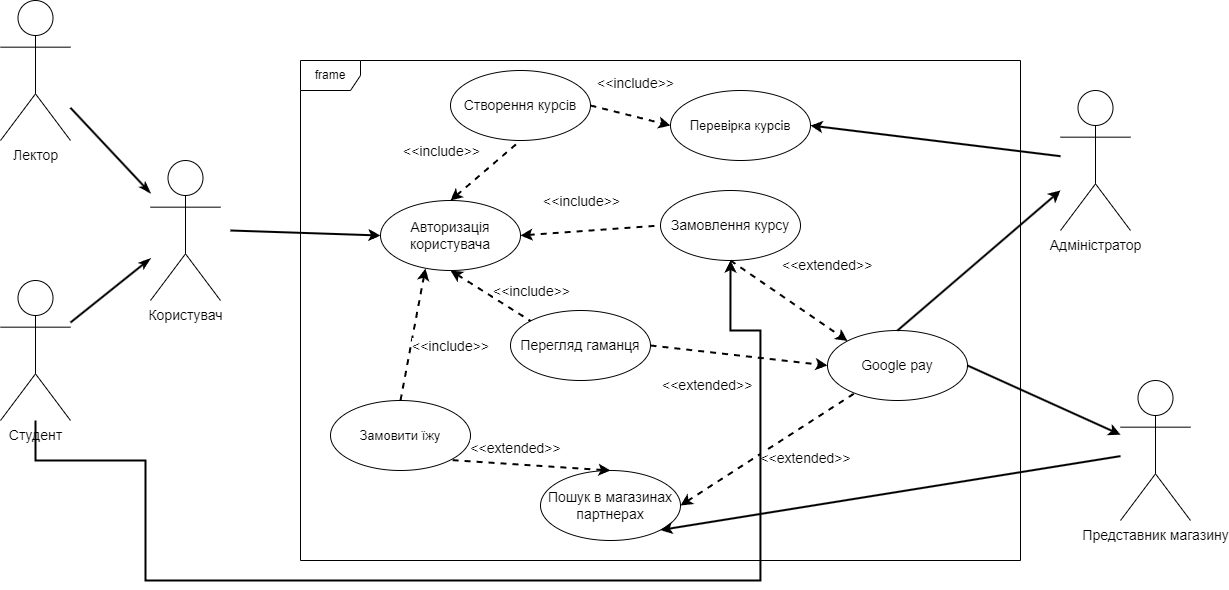 frame
<<include>>
Створення курсів
Перевірка курсів
<<include>>
Лектор
<<include>>
Авторизація
користувача
Замовлення курсу
Адміністратор
<<extended>>
<<include>>
Користувач
<<include>>
Перегляд гаманця
Google pay
<<extended>>
Студент
Замовити їжу
<<extended>>
<<extended>>
Пошук в магазинах
партнерах
Представник магазину